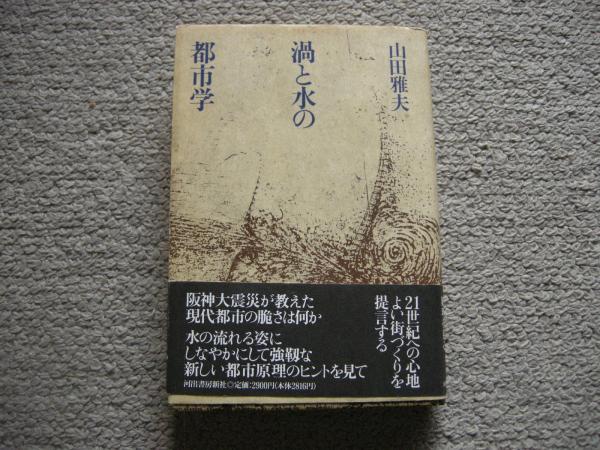 山田雅夫
渦と水の
都市学
21世紀への心地
よい街づくりを
提言する
阪神大震災が教えた
現代都市の脆さは何か
水の流れる姿に
しなやかにして強靱な
新しい都市原理のヒントを見て
河出書房新社◎定価:2900円(本体2816円)